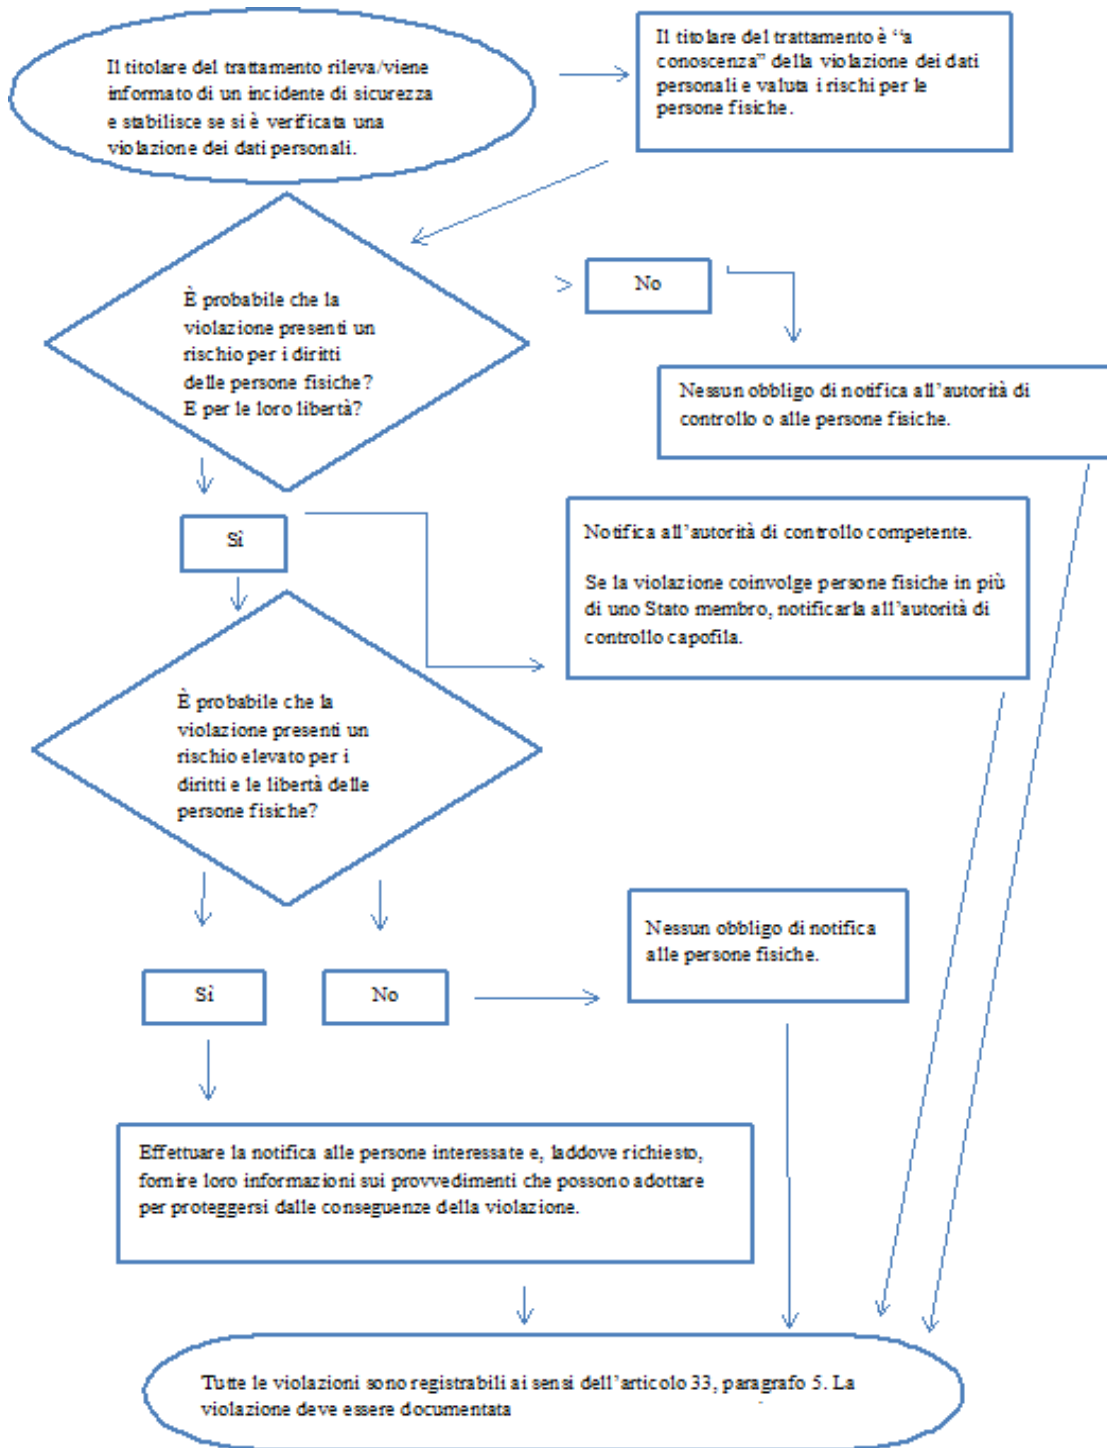 Il titolare del trattamento rileva/viene
informato di un incidente di sicurezza
e stabilisce se si è verificata una
violazione dei dati personali.
Il titolare del trattamento è “a
conoscenza” della violazione dei dati
personali e valuta i rischi per le
persone fisiche.
È probabile che la
violazione presenti un
rischio per i diritti
delle persone fisiche?
E per le loro libertà?
No
Nessun obbligo di notifica all’autorità di
controllo o alle persone fisiche.
Sì
Notifica all’autorità di controllo competente.
Se la violazione coinvolge persone fisiche in più
di uno Stato membro, notificarla all’autorità di
controllo capofila.
È probabile che la
violazione presenti un
rischio elevato per i
diritti e le libertà delle
persone fisiche?
Sì
No
Nessun obbligo di notifica
alle persone fisiche.
Effettuare la notifica alle persone interessate e, laddove richiesto,
fornire loro informazioni sui provvedimenti che possono adottare
per proteggersi dalle conseguenze della violazione.
Tutte le violazioni sono registrabili ai sensi dell’articolo 33, paragrafo 5. La
violazione deve essere documentata